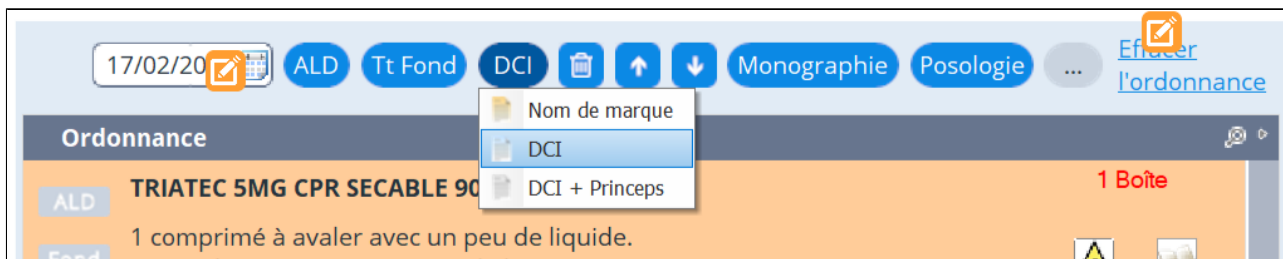 17/02/20
ALD Tt Fond DCI Monographie Posologie ... Effacer l'ordonnance
Nom de marque
DCI
DCI + Princeps
Ordonnance
ALD
TRIATEC 5MG CPR SECABLE 90
1 Boîte
1 comprimé à avaler avec un peu de liquide.
Fond